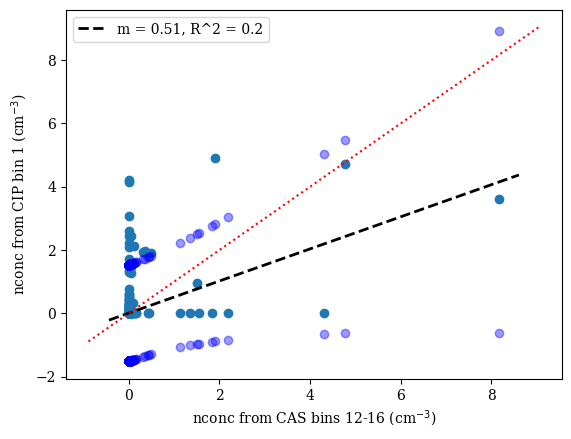 m = 0.51, R^2 = 0.2
8
6
4
2
0
−2
nconc from CIP bin 1 (cm⁻³)
0 2 4 6 8
nconc from CAS bins 12-16 (cm⁻³)